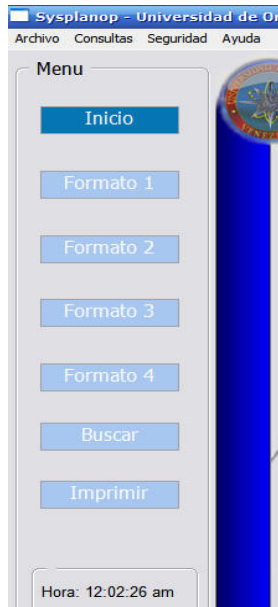 Sysplanop - Universidad de Or
Archivo Consultas Seguridad Ayuda
Menu
Inicio
Formato 1
Formato 2
Formato 3
Formato 4
Buscar
Imprimir
Hora: 12:02:26 am